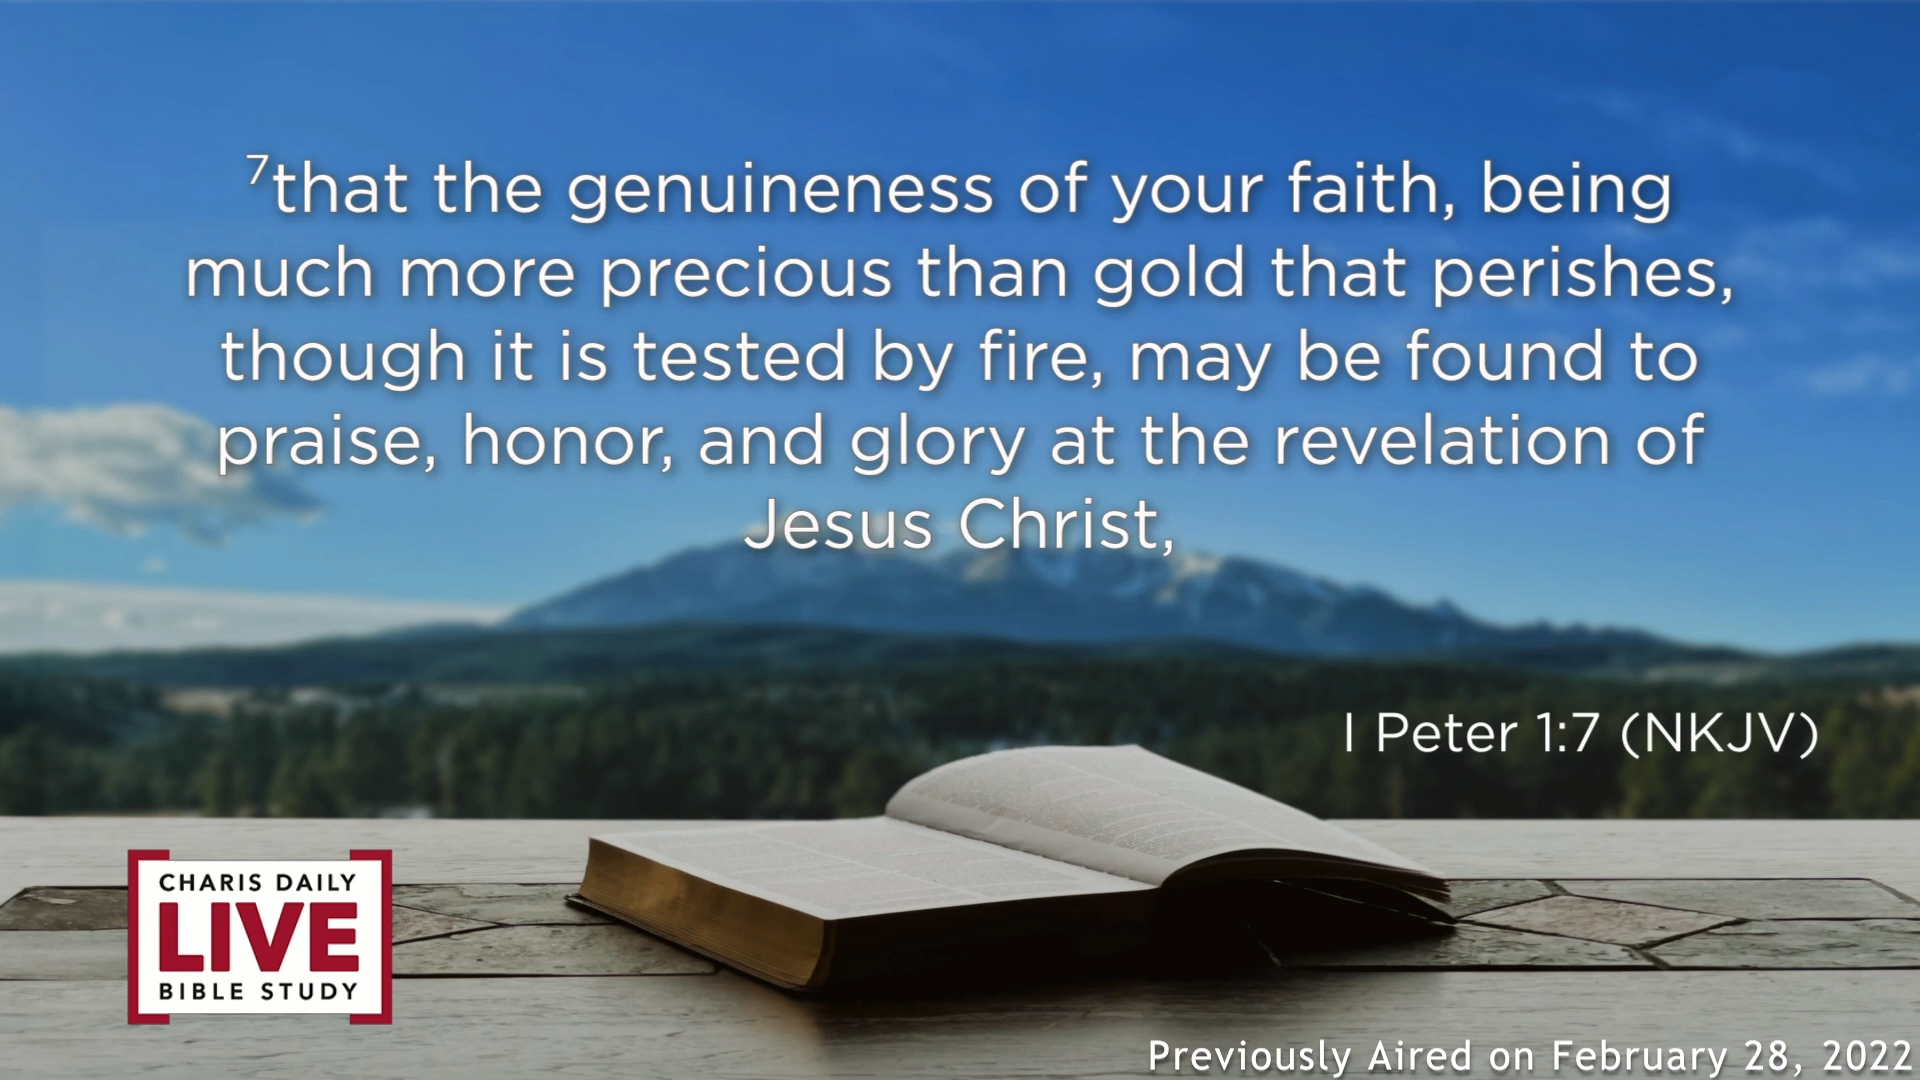 ⁷that the genuineness of your faith, being
much more precious than gold that perishes,
though it is tested by fire, may be found to
praise, honor, and glory at the revelation of
Jesus Christ,
I Peter 1:7 (NKJV)
CHARIS DAILY
LIVE
BIBLE STUDY
Previously Aired on February 28, 2022